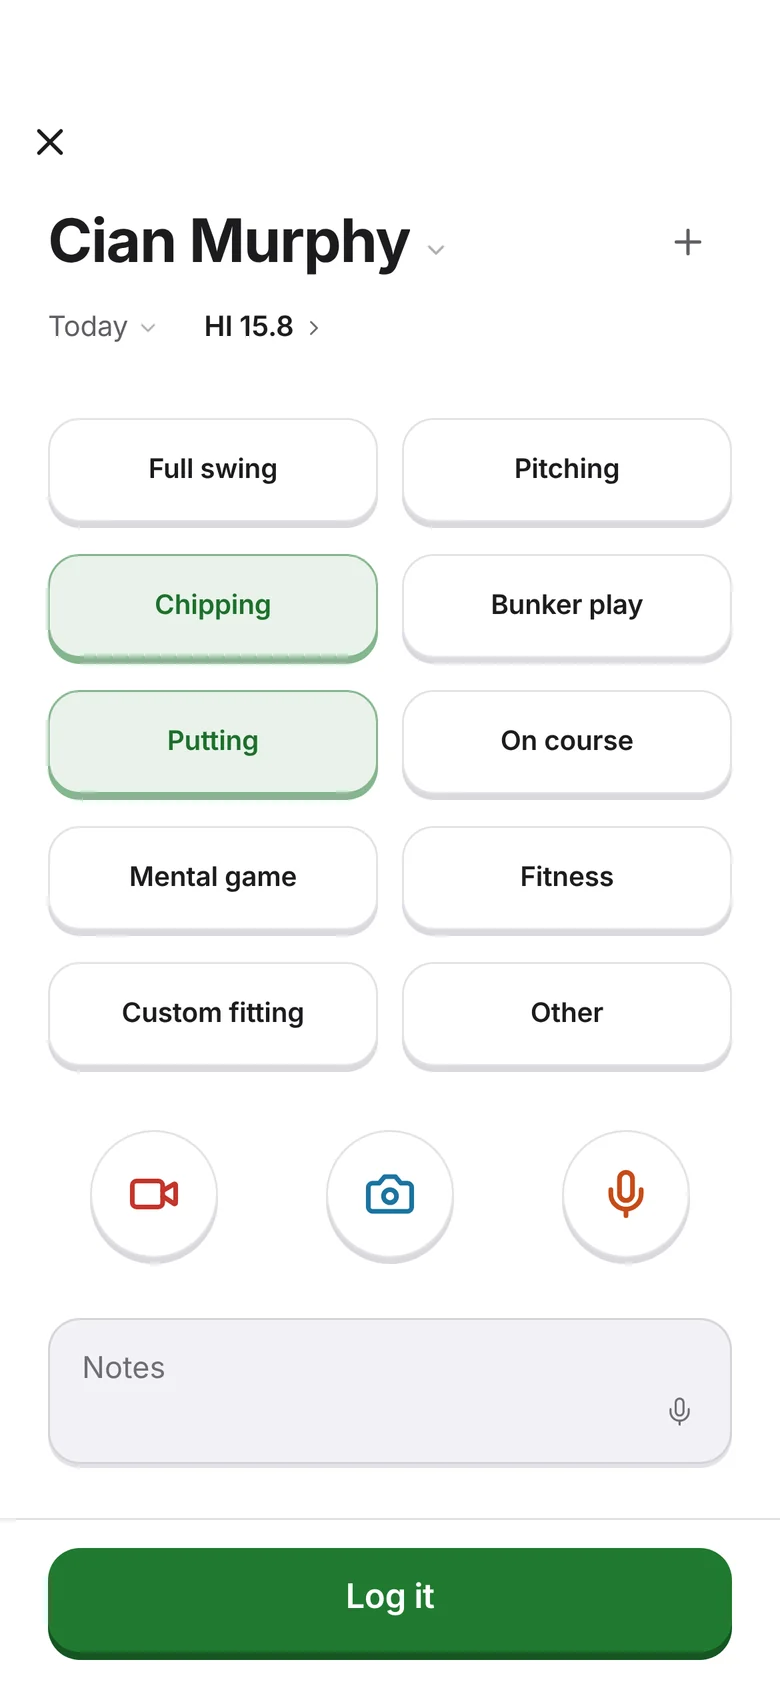 Cian Murphy
Today HI 15.8
Full swing Pitching
Chipping Bunker play
Putting On course
Mental game Fitness
Custom fitting Other
Notes
Log it